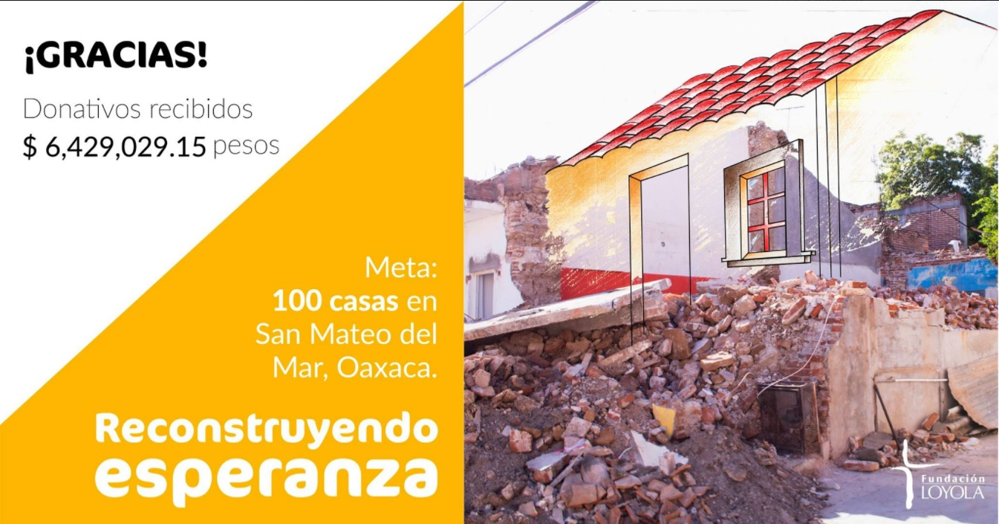 ¡GRACIAS!
Donativos recibidos
$ 6,429,029.15 pesos
Meta:
100 casas en
San Mateo del
Mar, Oaxaca.
Reconstruyendo
esperanza
Fundación
LOYOLA